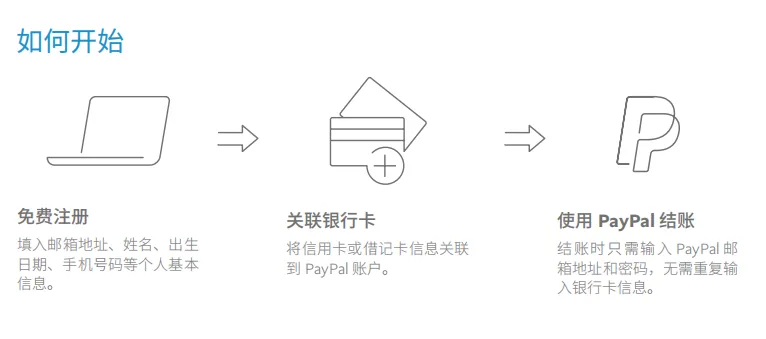 如何开始
免费注册
填入邮箱地址、姓名、出生
日期、手机号码等个人基本
信息。
关联银行卡
将信用卡或借记卡信息关联
到 PayPal 账户。
使用 PayPal 结账
结账时只需输入 PayPal 邮
箱地址和密码，无需重复输
入银行卡信息。